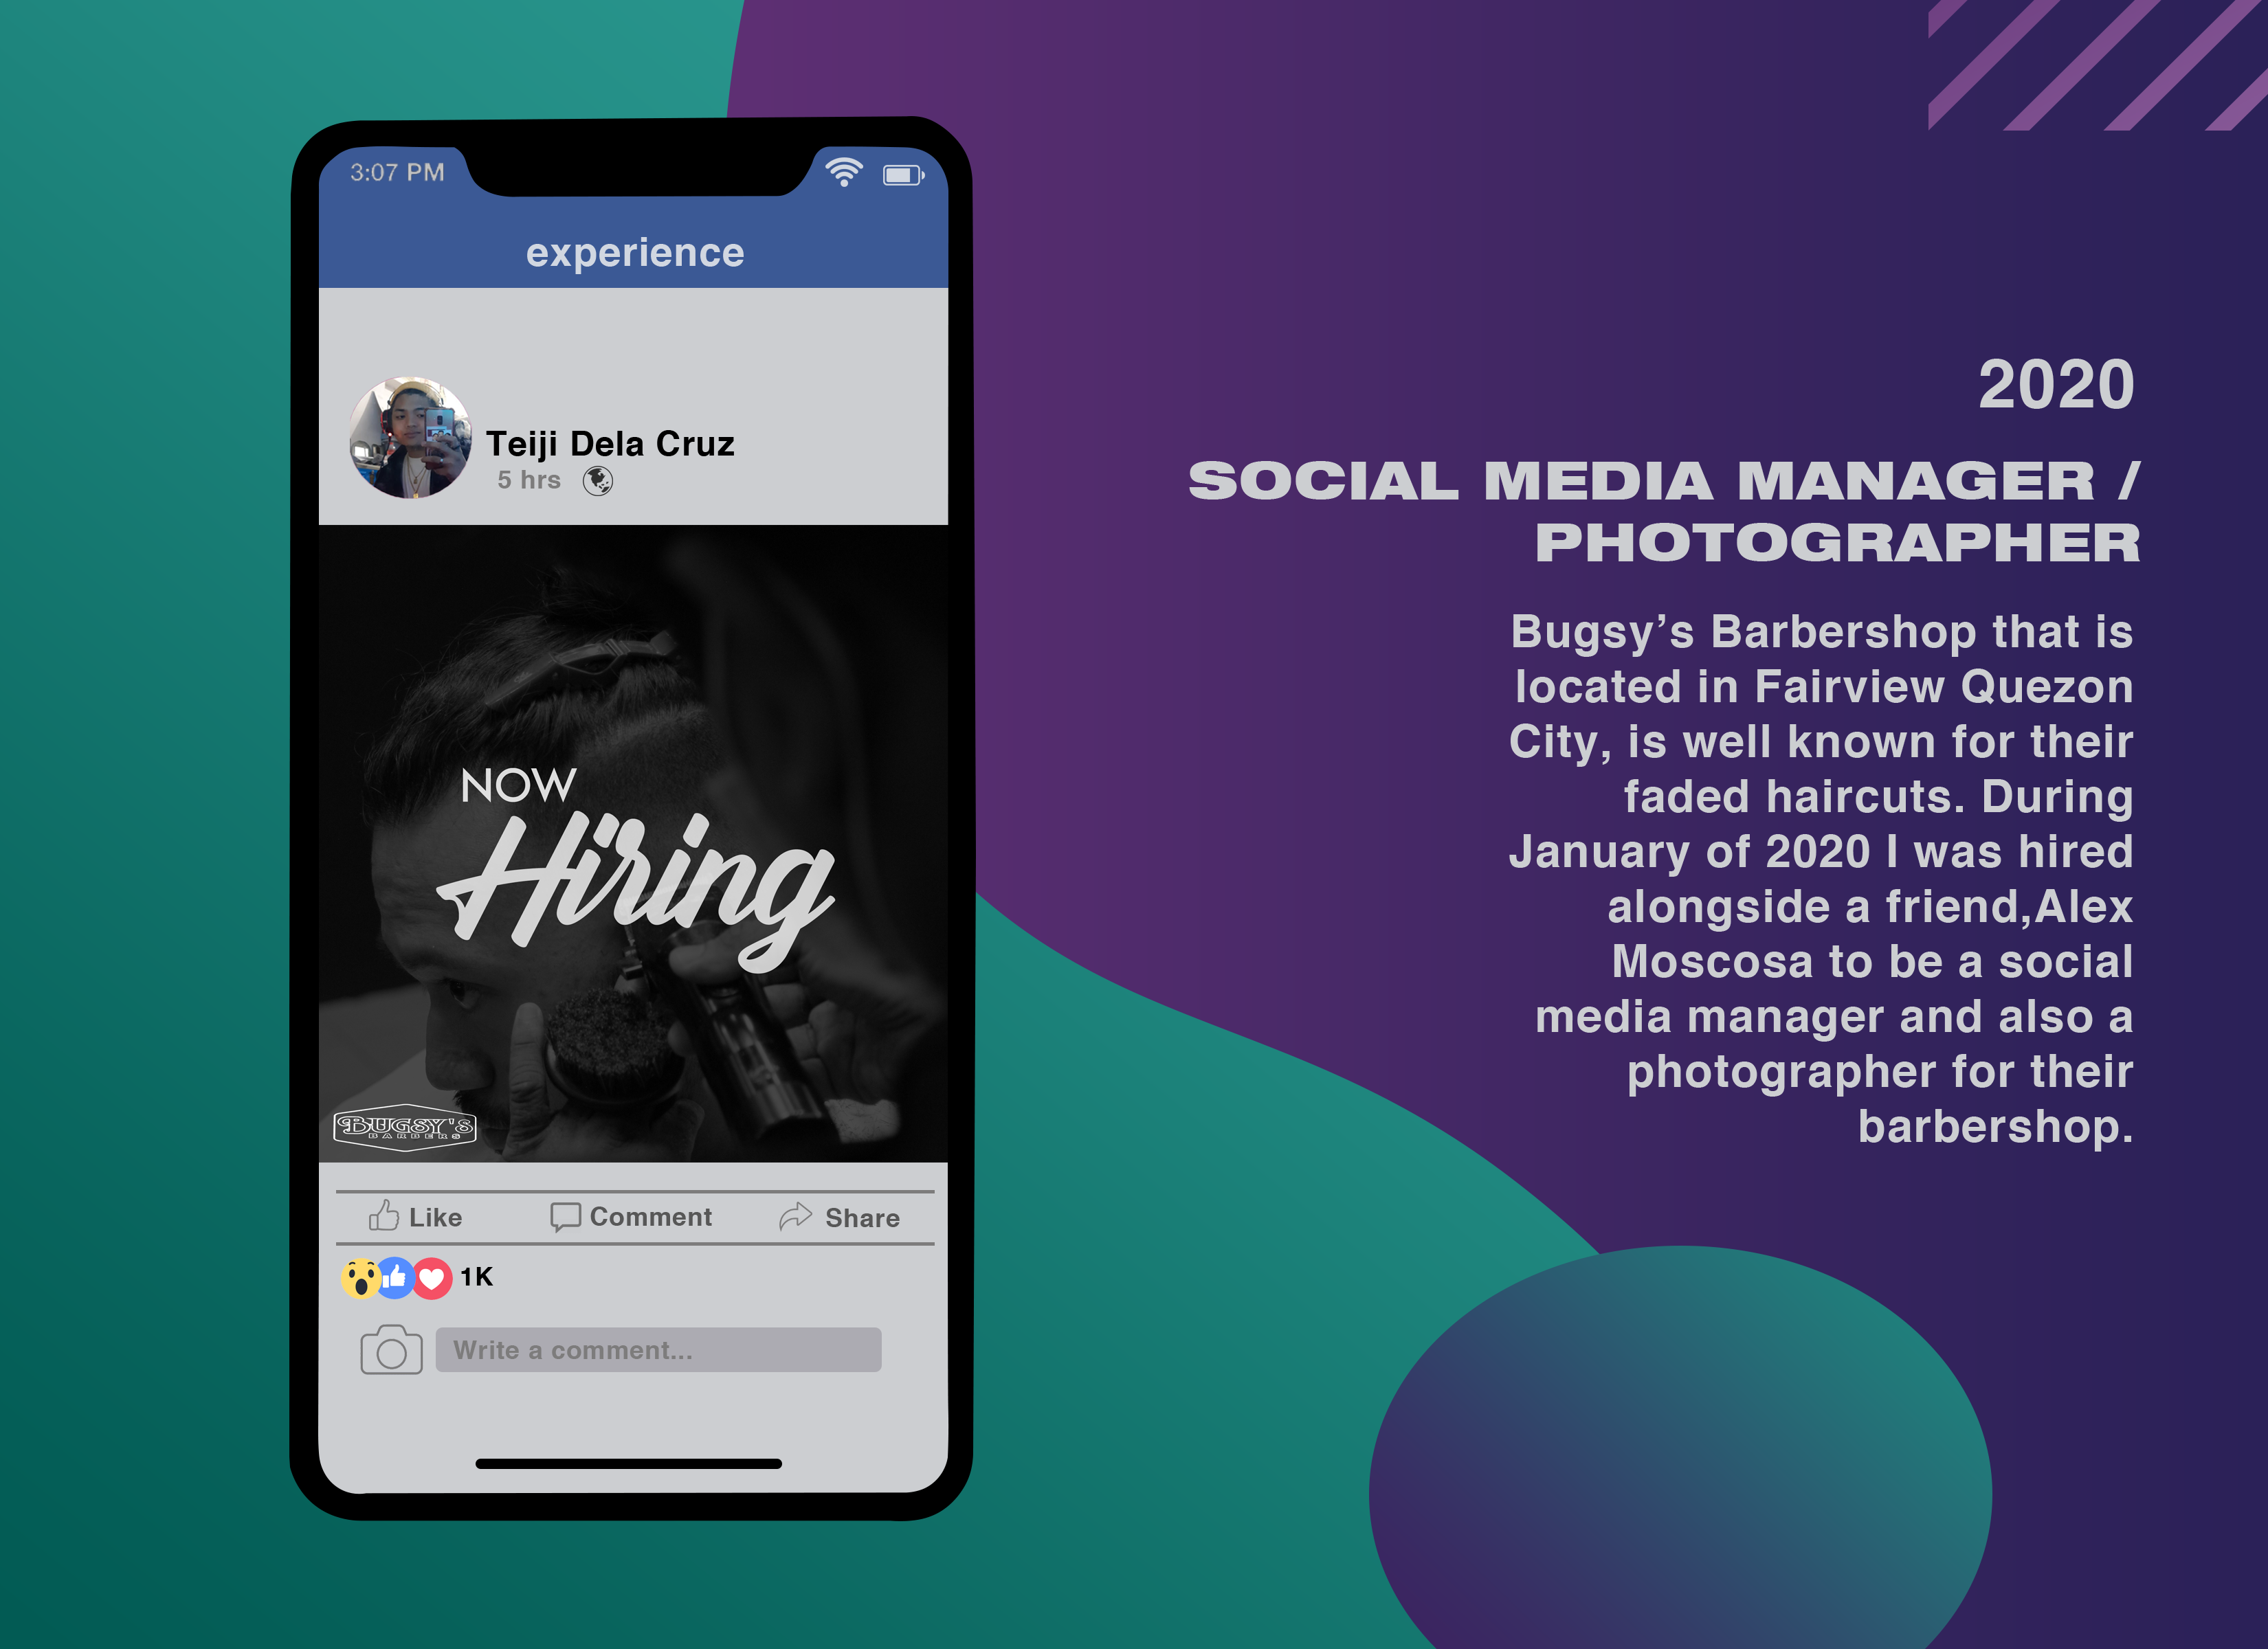 3:07 PM
experience
Teiji Dela Cruz
5 hrs
NOW
Hiring
BUGSY'S
BARBERS
Like Comment Share
1K
Write a comment...
2020
SOCIAL MEDIA MANAGER /
PHOTOGRAPHER
Bugsy’s Barbershop that is
located in Fairview Quezon
City, is well known for their
faded haircuts. During
January of 2020 I was hired
alongside a friend,Alex
Moscosa to be a social
media manager and also a
photographer for their
barbershop.